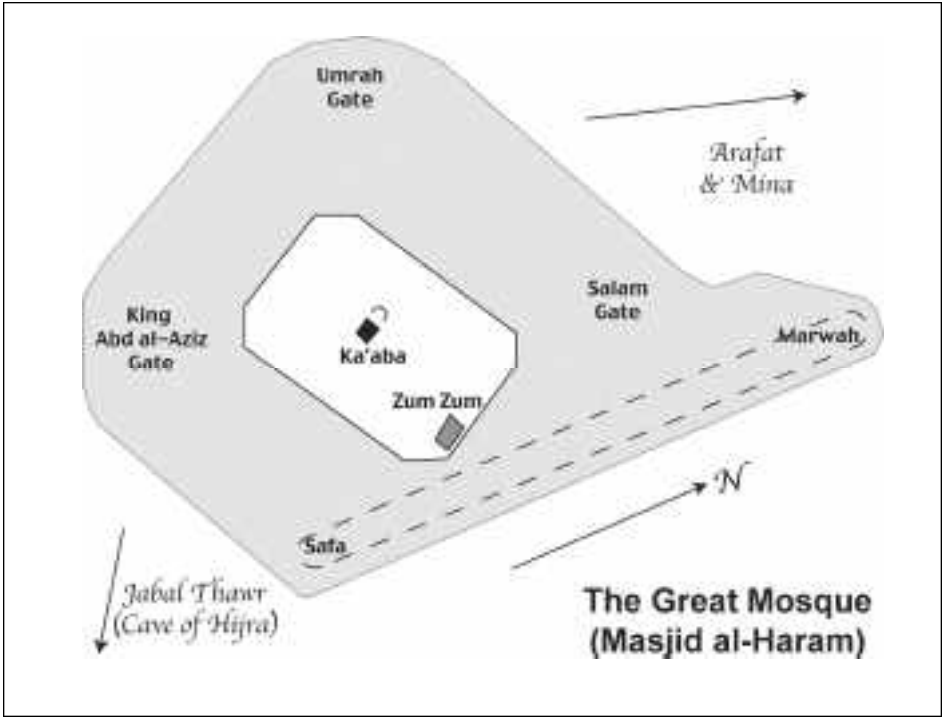 Umrah
Gate
Arafat
& Mina
Salam
Gate
King
Abd al-Aziz
Gate
Marwah
Ka'aba
Zum Zum
N
Safa
Jabal Thawr
(Cave of Hijra)
The Great Mosque
(Masjid al-Haram)